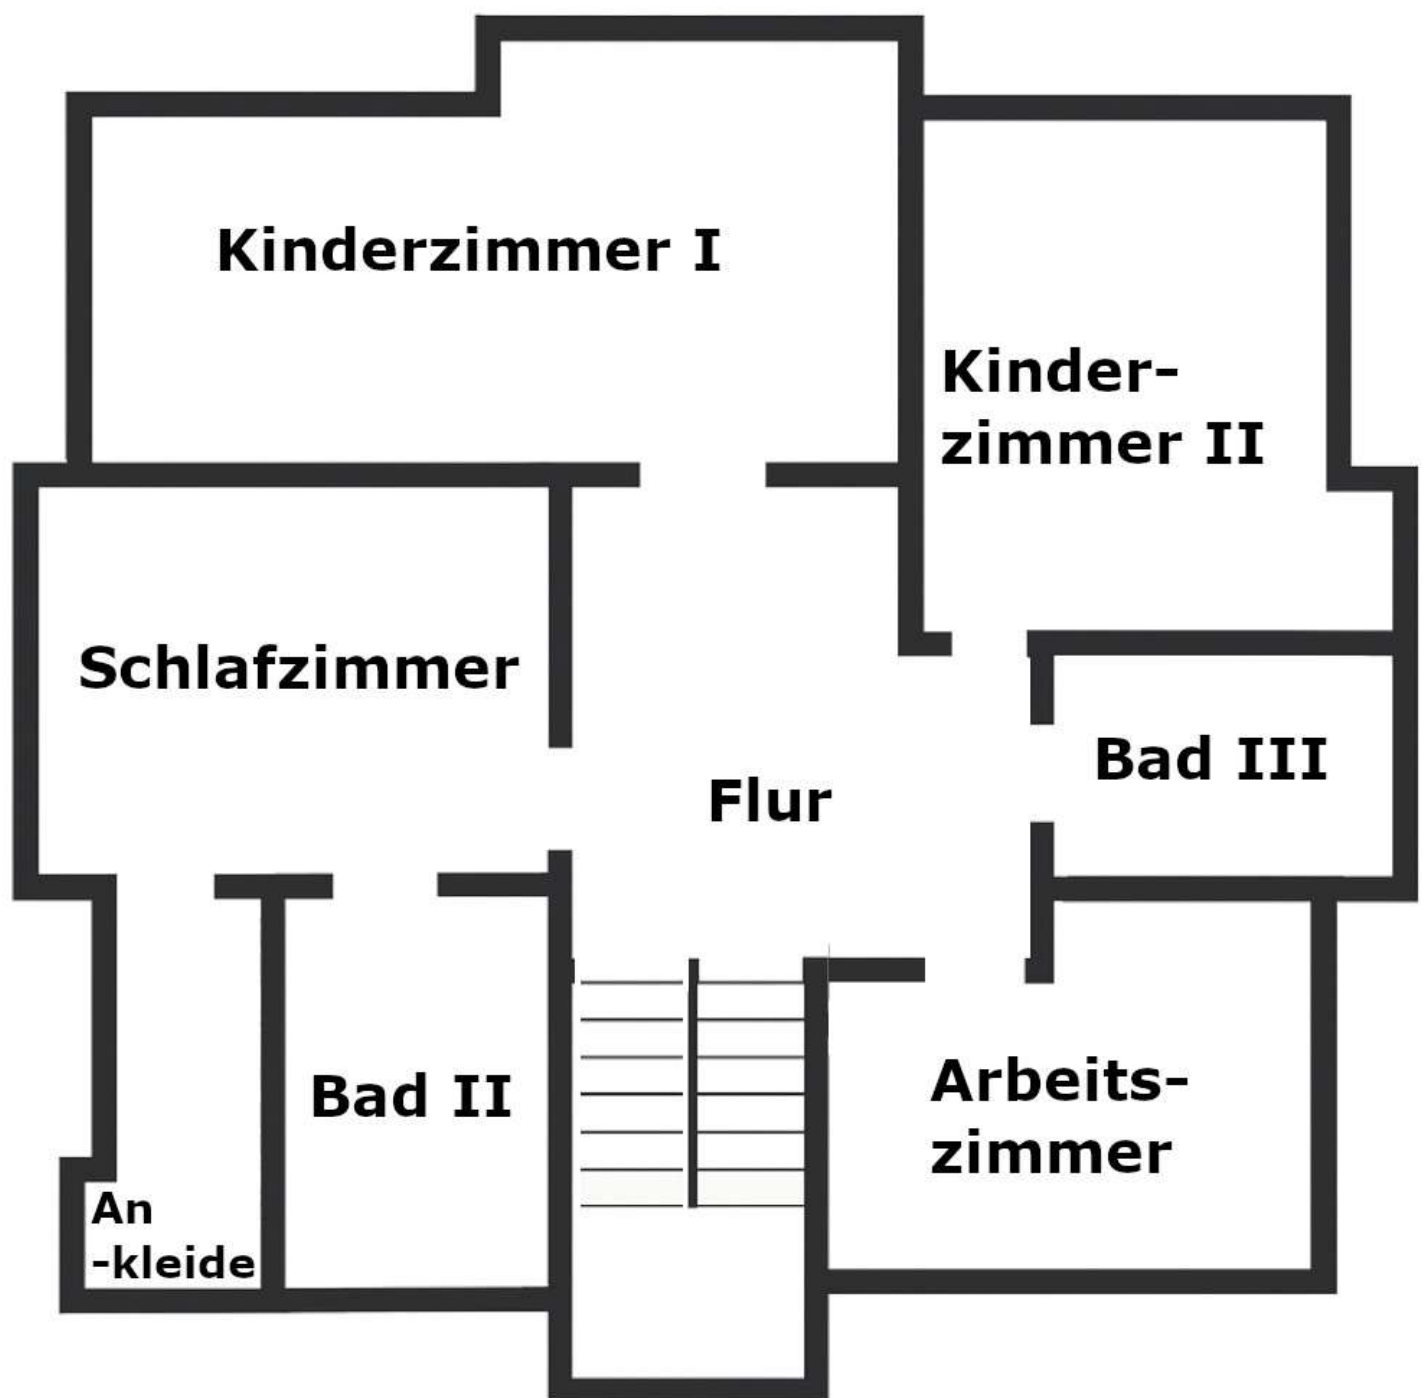 Kinderzimmer I
Kinder-
zimmer II
Schlafzimmer
Bad III
Flur
Bad II
Arbeits-
zimmer
An
-kleide